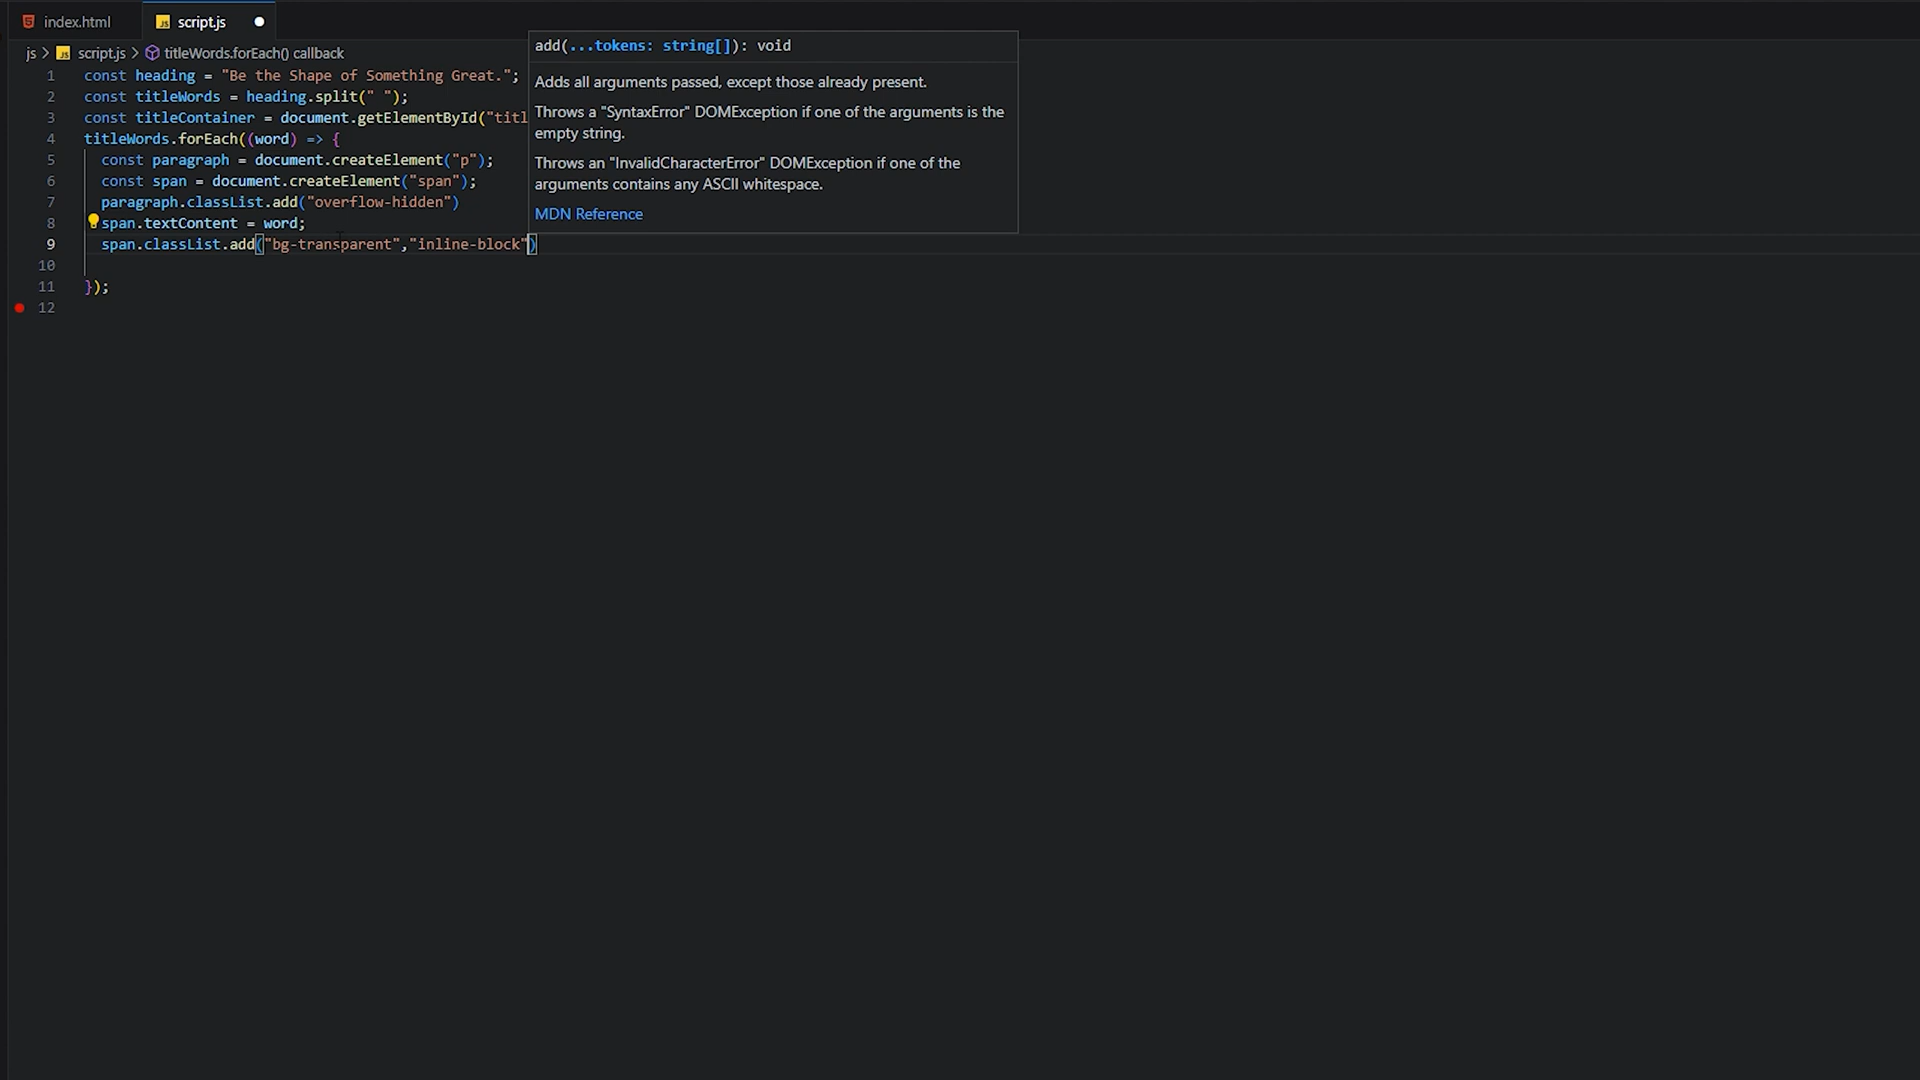 index.html
script.js
js > script.js > titleWords.forEach() callback
1 const heading = "Be the Shape of Something Great.";
2 const titleWords = heading.split(" ");
3 const titleContainer = document.getElementById("titl
4 titleWords.forEach((word) => {
5 const paragraph = document.createElement("p");
6 const span = document.createElement("span");
7 paragraph.classList.add("overflow-hidden")
8 span.textContent = word;
9 span.classList.add("bg-transparent","inline-block")
10
11 });
12
add(...tokens: string[]): void
Adds all arguments passed, except those already present.
Throws a "SyntaxError" DOMException if one of the arguments is the
empty string.
Throws an "InvalidCharacterError" DOMException if one of the
arguments contains any ASCII whitespace.
MDN Reference